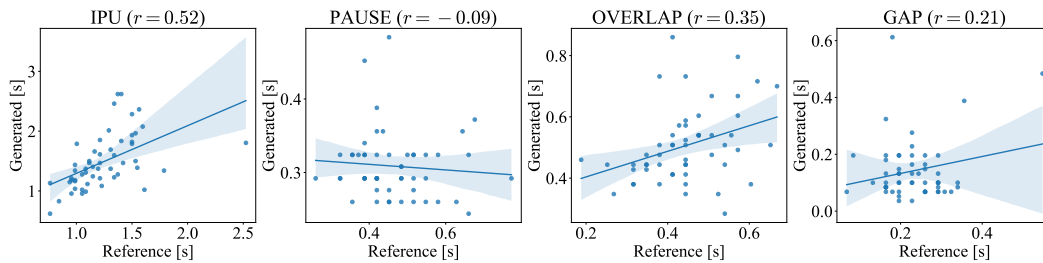 IPU (r = 0.52)
Generated [s]
3
2
1
1.0 1.5 2.0 2.5
Reference [s]
PAUSE (r = −0.09)
Generated [s]
0.4
0.3
0.4 0.6
Reference [s]
OVERLAP (r = 0.35)
Generated [s]
0.8
0.6
0.4
0.2 0.4 0.6
Reference [s]
GAP (r = 0.21)
Generated [s]
0.6
0.4
0.2
0.0
0.2 0.4
Reference [s]